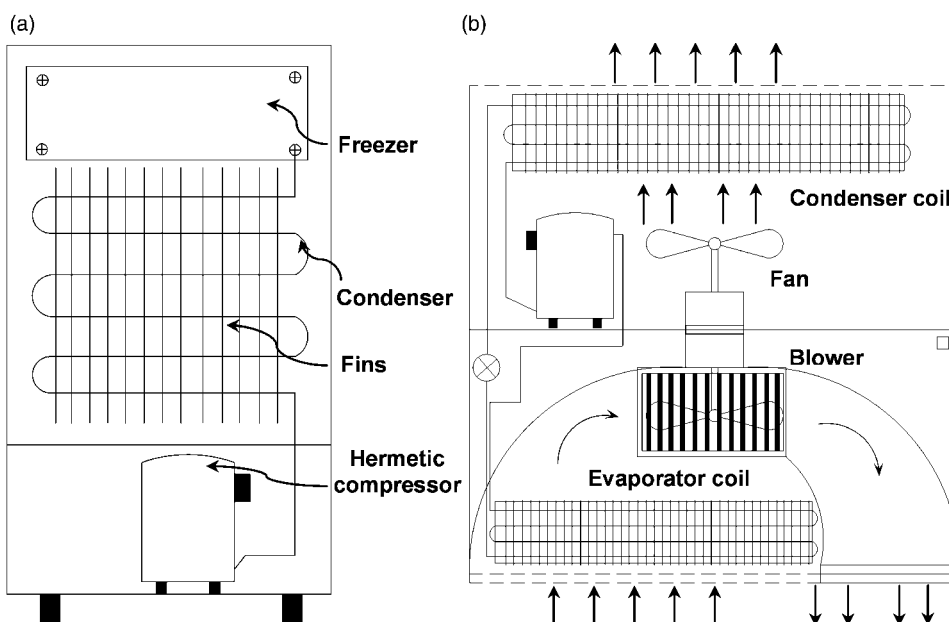 (a)
Freezer
Condenser
Fins
Hermetic
compressor
(b)
Condenser coil
Fan
Blower
Evaporator coil